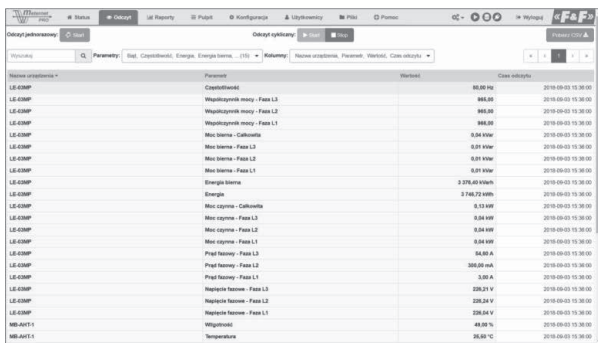 Meternet PRO Status Odczyt Raporty Pulpit Konfiguracja Użytkownicy Pliki Pomoc Wyloguj «F&F»
Odczyt jednorazowy: Start Odczyt cykliczny: Start Stop Pobierz CSV
Wyszukaj Parametry: Błąd, Częstotliwość, Energia, Energia bierna, ...(16) Kolumny: Nazwa urządzenia, Parametr, Wartość, Czas odczytu « ‹ 1 › »
Nazwa urządzenia Parametr Wartość Czas odczytu
LE-03MP Częstotliwość 50,00 Hz 2018-09-03 15:36:00
LE-03MP Współczynnik mocy - Faza L3 965,00 2018-09-03 15:36:00
LE-03MP Współczynnik mocy - Faza L2 965,00 2018-09-03 15:36:00
LE-03MP Współczynnik mocy - Faza L1 966,00 2018-09-03 15:36:00
LE-03MP Moc bierna - Całkowita 0,04 kVar 2018-09-03 15:36:00
LE-03MP Moc bierna - Faza L3 0,01 kVar 2018-09-03 15:36:00
LE-03MP Moc bierna - Faza L2 0,01 kVar 2018-09-03 15:36:00
LE-03MP Moc bierna - Faza L1 0,01 kVar 2018-09-03 15:36:00
LE-03MP Energia bierna 3 378,40 kVarh 2018-09-03 15:36:00
LE-03MP Energia 3 748,72 kWh 2018-09-03 15:36:00
LE-03MP Moc czynna - Całkowita 0,13 kW 2018-09-03 15:36:00
LE-03MP Moc czynna - Faza L3 0,04 kW 2018-09-03 15:36:00
LE-03MP Moc czynna - Faza L2 0,04 kW 2018-09-03 15:36:00
LE-03MP Moc czynna - Faza L1 0,04 kW 2018-09-03 15:36:00
LE-03MP Prąd fazowy - Faza L3 54,80 A 2018-09-03 15:36:00
LE-03MP Prąd fazowy - Faza L2 300,00 mA 2018-09-03 15:36:00
LE-03MP Prąd fazowy - Faza L1 3,00 A 2018-09-03 15:36:00
LE-03MP Napięcie fazowe - Faza L3 226,21 V 2018-09-03 15:36:00
LE-03MP Napięcie fazowe - Faza L2 226,24 V 2018-09-03 15:36:00
LE-03MP Napięcie fazowe - Faza L1 226,04 V 2018-09-03 15:36:00
MB-AHT-1 Wilgotność 49,00 % 2018-09-03 15:36:00
MB-AHT-1 Temperatura 25,50 °C 2018-09-03 15:36:00